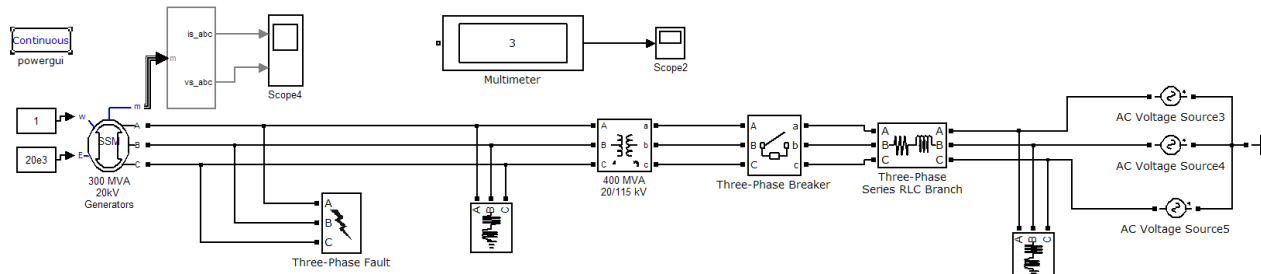 Continuous
powergui
is_abc
m
vs_abc
Scope4
3
Multimeter
Scope2
1
w
m
20e3
E
SSM
A
B
C
300 MVA
20kV
Generators
A
B
C
Three-Phase Fault
A B C
A
B
C
a
b
c
400 MVA
20/115 kV
A
B
C
a
b
c
Three-Phase Breaker
A
B
C
A
B
C
Three-Phase
Series RLC Branch
A B C
AC Voltage Source3
AC Voltage Source4
AC Voltage Source5